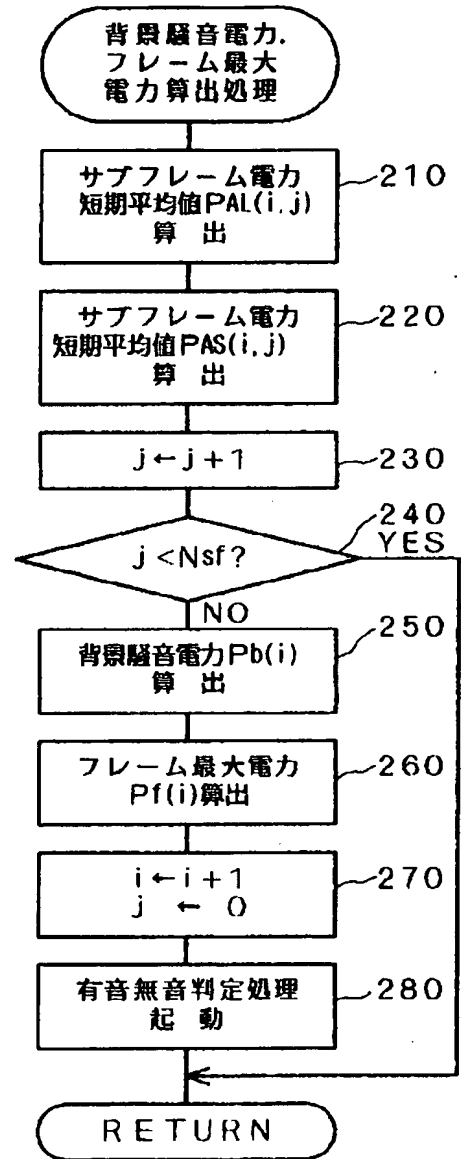 背景騒音電力.
フレーム最大
電力算出処理
サブフレーム電力
短期平均値PAL(i,j)
算出
210
サブフレーム電力
短期平均値PAS(i,j)
算出
220
j←j+1
230
240
j<Nsf?
YES
NO
背景騒音電力Pb(i)
算出
250
フレーム最大電力
Pf(i)算出
260
i←i+1
j ← 0
270
有音無音判定処理
起動
280
RETURN